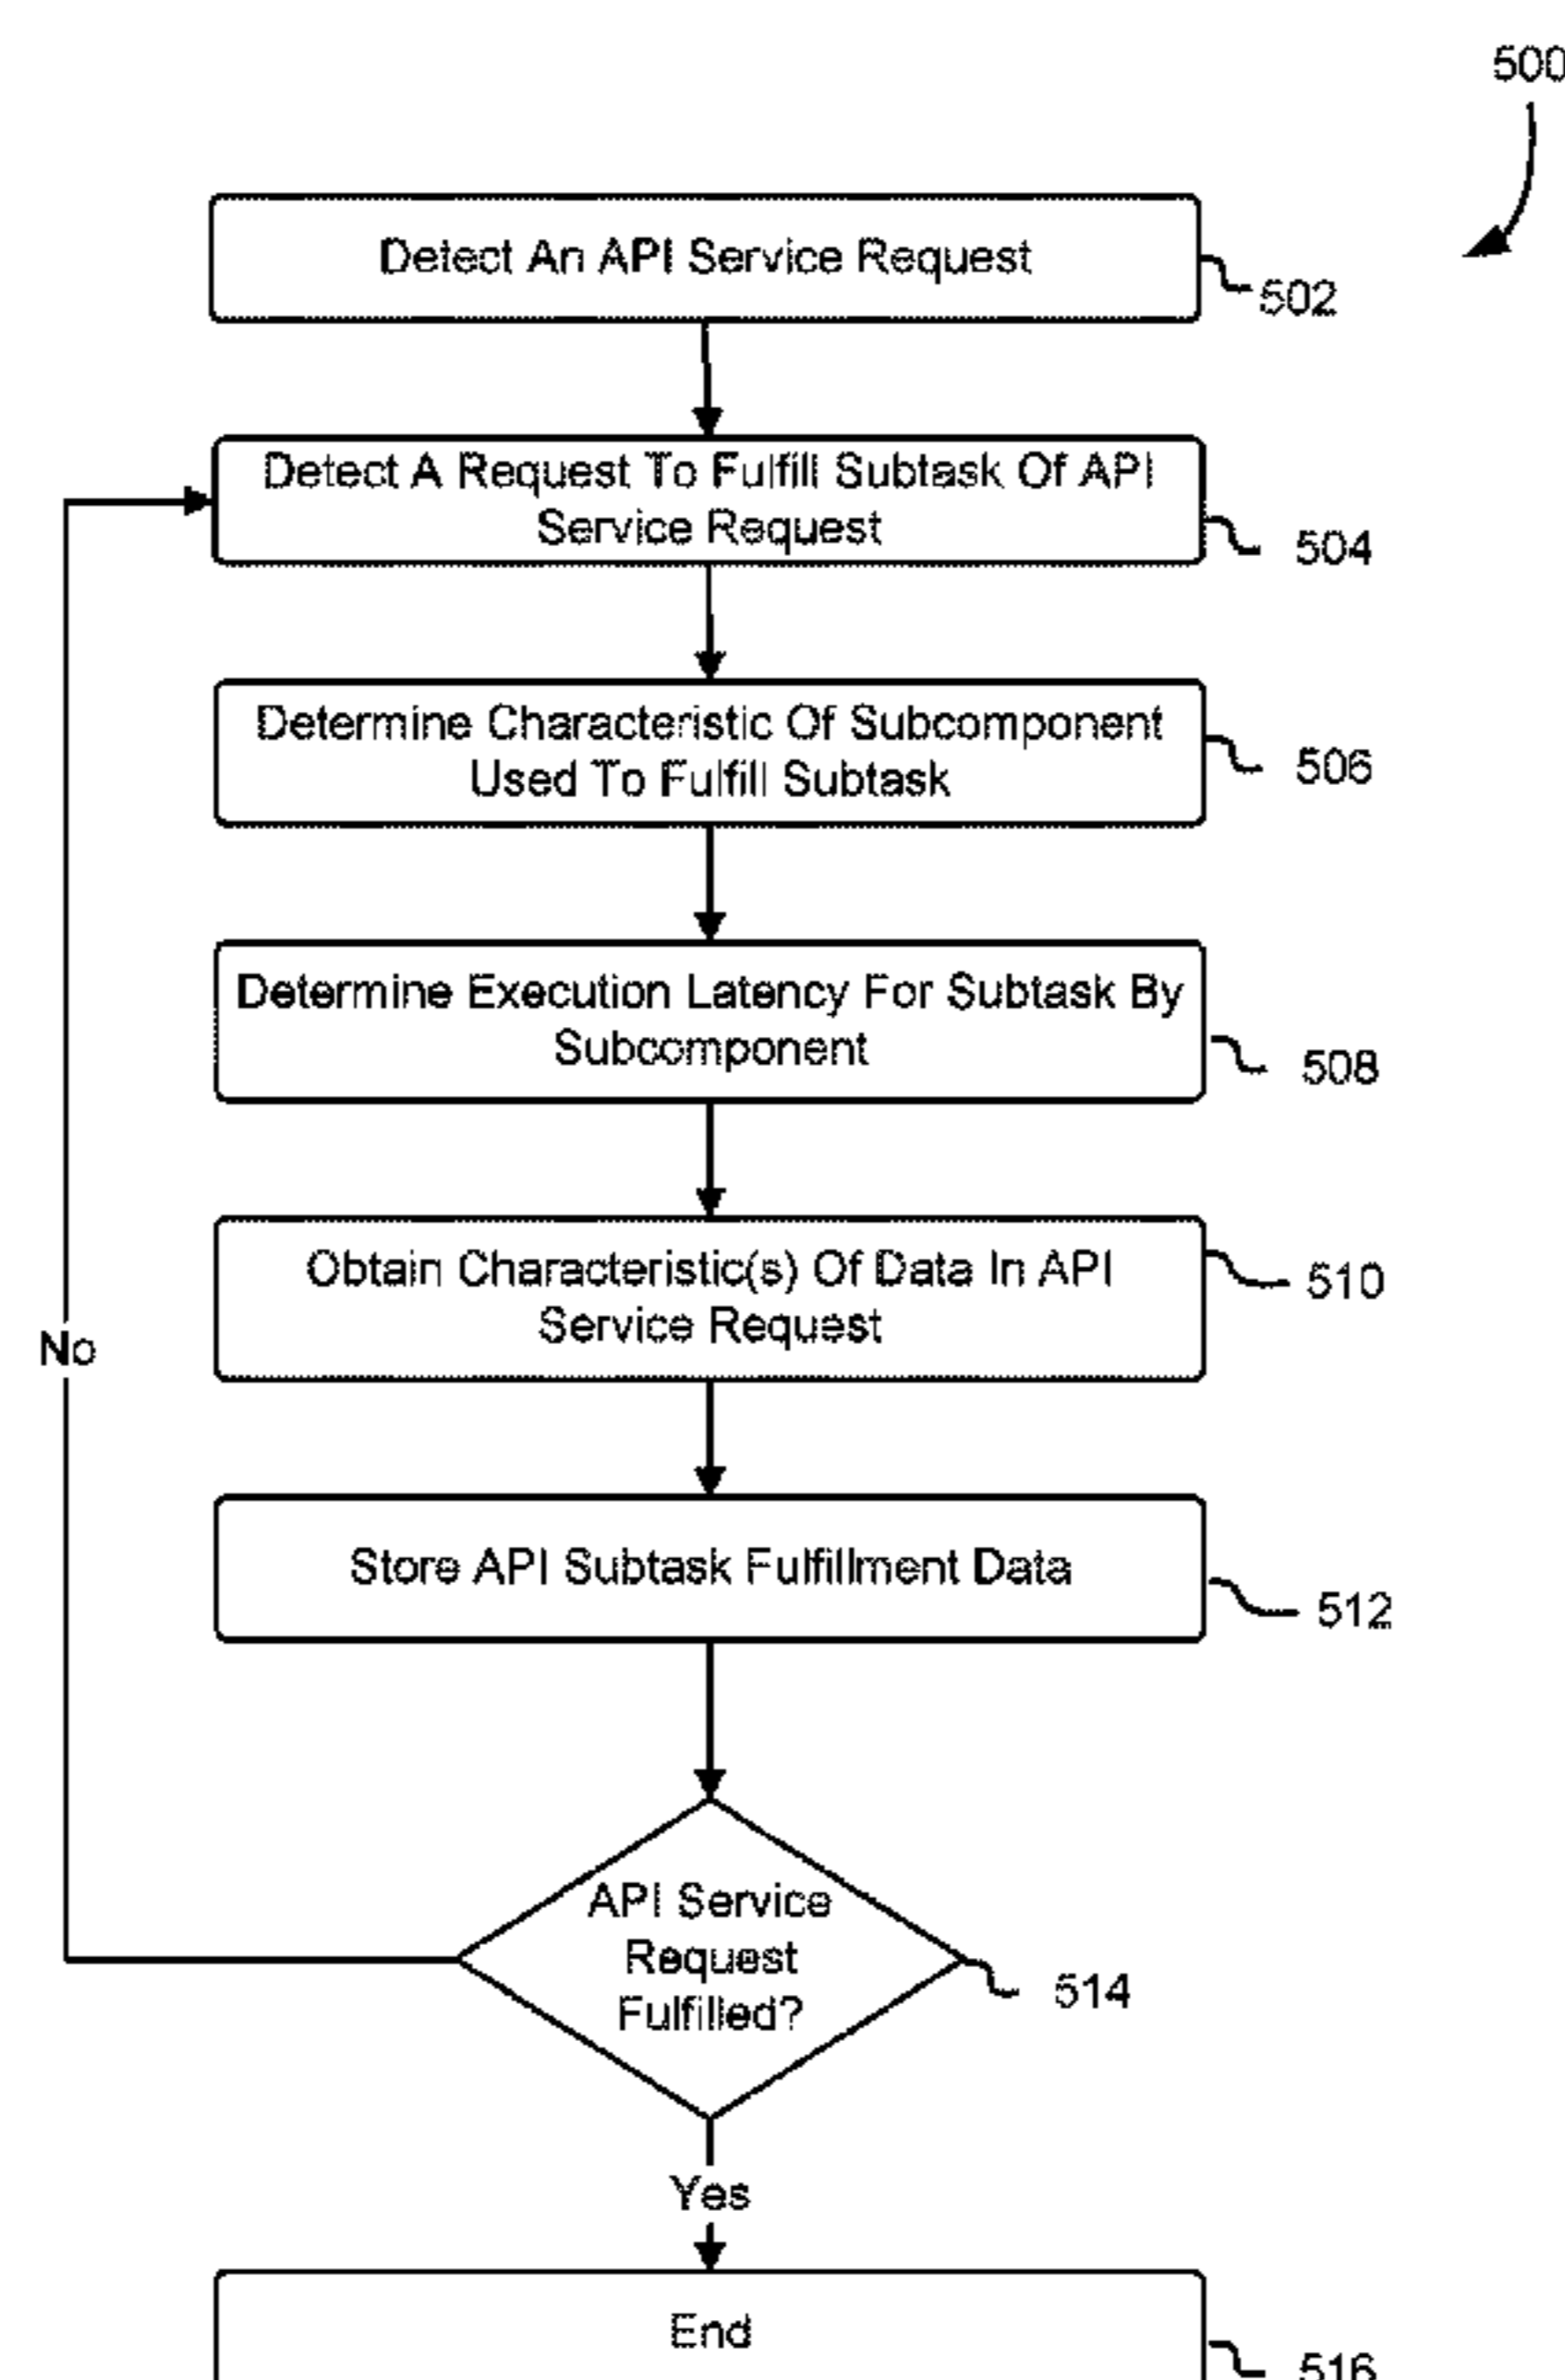 500
Detect An API Service Request
502
Detect A Request To Fulfill Subtask Of API
Service Request
504
Determine Characteristic Of Subcomponent
Used To Fulfill Subtask
506
Determine Execution Latency For Subtask By
Subcomponent
508
Obtain Characteristic(s) Of Data In API
Service Request
510
No
Store API Subtask Fulfillment Data
512
API Service
Request
Fulfilled?
514
Yes
End
516